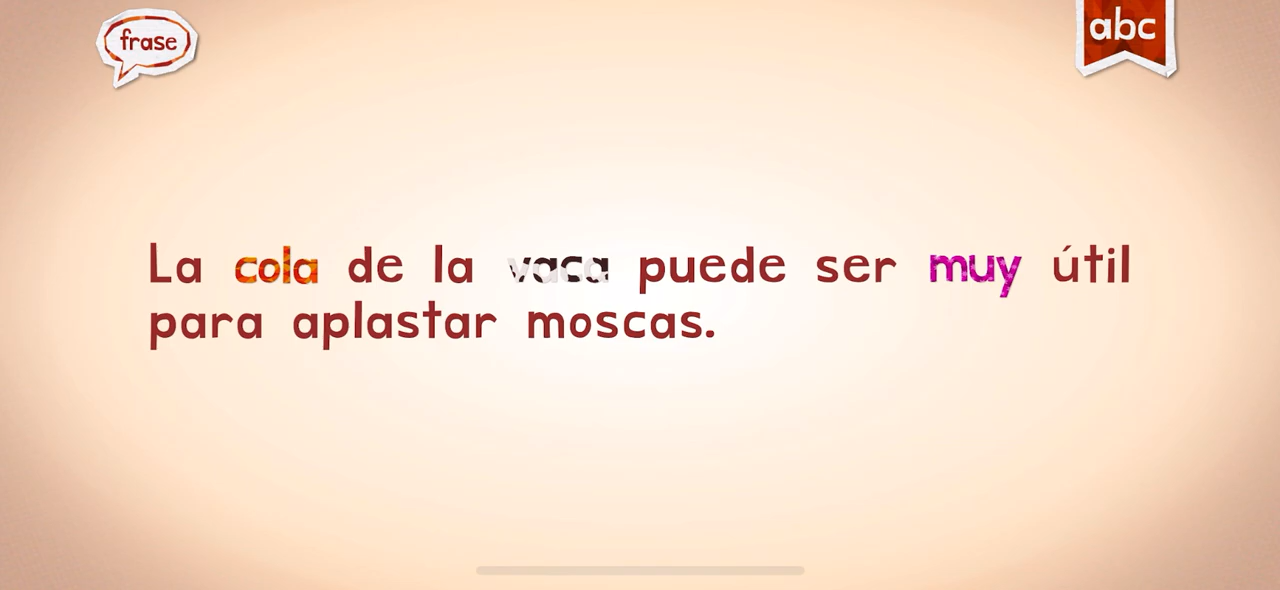 frase
abc
La cola de la vaca puede ser muy útil
para aplastar moscas.